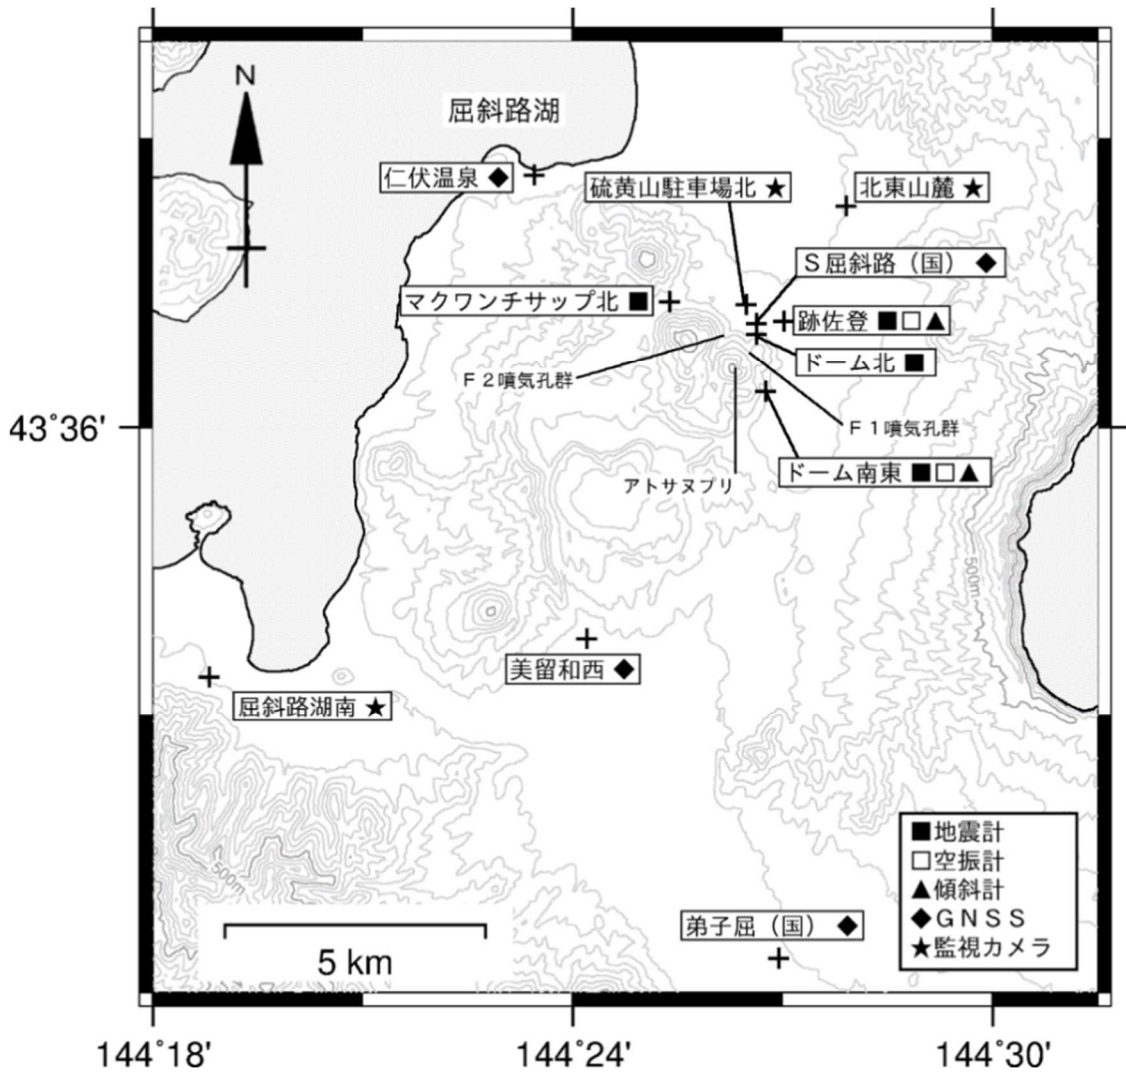 N
屈斜路湖
仁伏温泉 ◆
硫黄山駐車場北 ★
北東山麓 ★
S屈斜路（国） ◆
マクワンチサップ北 ■
跡佐登 ■□▲
ドーム北 ■
F2噴気孔群
F1噴気孔群
43°36'
ドーム南東 ■□▲
アトサヌプリ
500m
美留和西 ◆
屈斜路湖南 ★
500m
■地震計
□空振計
▲傾斜計
◆GNSS
★監視カメラ
弟子屈（国） ◆
5 km
144°18'
144°24'
144°30'